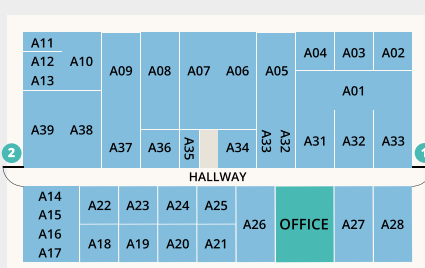 A11
A12
A13
A10
A09
A08
A07
A06
A05
A04
A03
A02
A01
A39
A38
A37
A36
A35
A34
A33
A32
A31
A32
A33
2
1
HALLWAY
A14
A15
A16
A17
A22
A23
A24
A25
A18
A19
A20
A21
A26
OFFICE
A27
A28